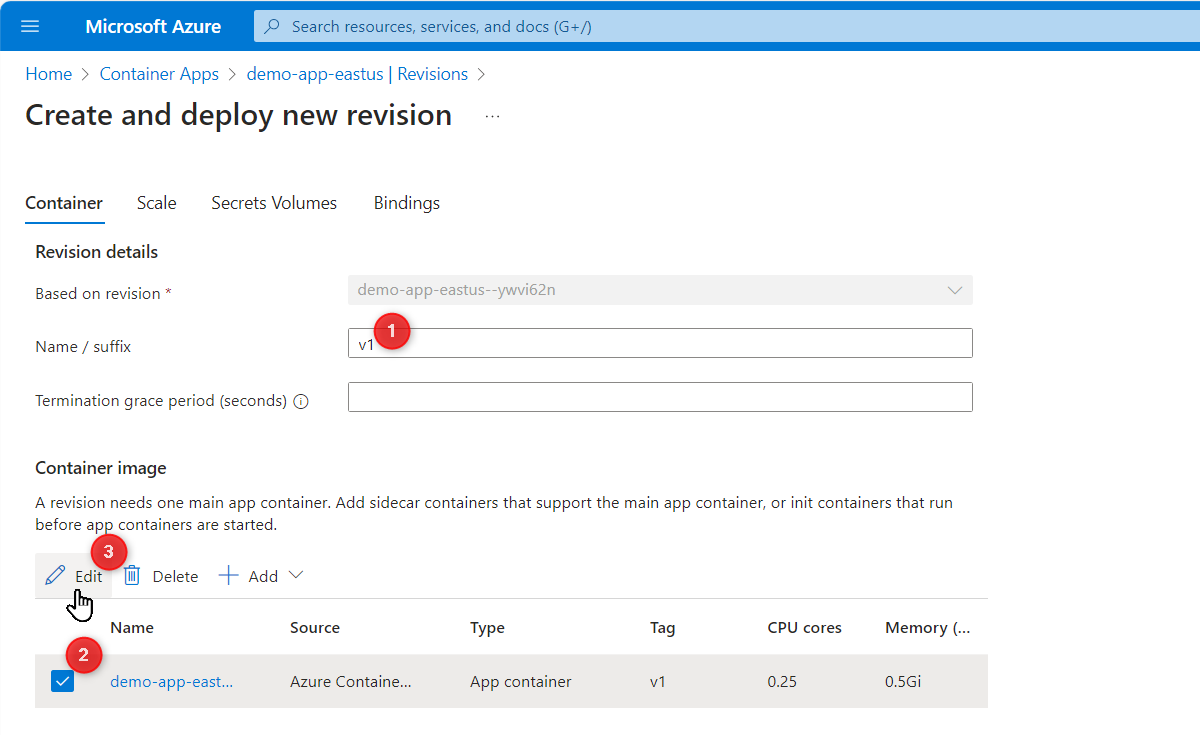 Microsoft Azure
Search resources, services, and docs (G+/)
Home > Container Apps > demo-app-eastus | Revisions >
Create and deploy new revision ...
Container Scale Secrets Volumes Bindings
Revision details
Based on revision * demo-app-eastus--ywvi62n
1
Name / suffix v1
Termination grace period (seconds)
Container image
A revision needs one main app container. Add sidecar containers that support the main app container, or init containers that run
before app containers are started.
3
Edit Delete Add
Name Source Type Tag CPU cores Memory (...
2
demo-app-east... Azure Containe... App container v1 0.25 0.5Gi